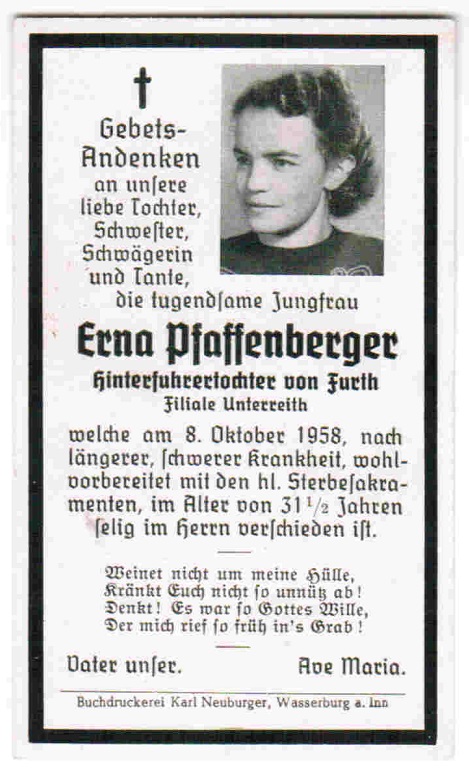 Gebets-
Andenken
an unsere
liebe Tochter,
Schwester,
Schwägerin
und Tante,
die tugendsame Jungfrau
Erna Pfaffenberger
Hinterfuhrertochter von Furth
Filiale Unterreith
welche am 8. Oktober 1958, nach
längerer, schwerer Krankheit, wohl-
vorbereitet mit den hl. Sterbesakra-
menten, im Alter von 31 1/2 Jahren
selig im Herrn verschieden ist.
Weinet nicht um meine Hülle,
Kränkt Euch nicht so unnütz ab!
Denkt! Es war so Gottes Wille,
Der mich rief so früh in's Grab!
Vater unser. Ave Maria.
Buchdruckerei Karl Neuburger, Wasserburg a. Inn